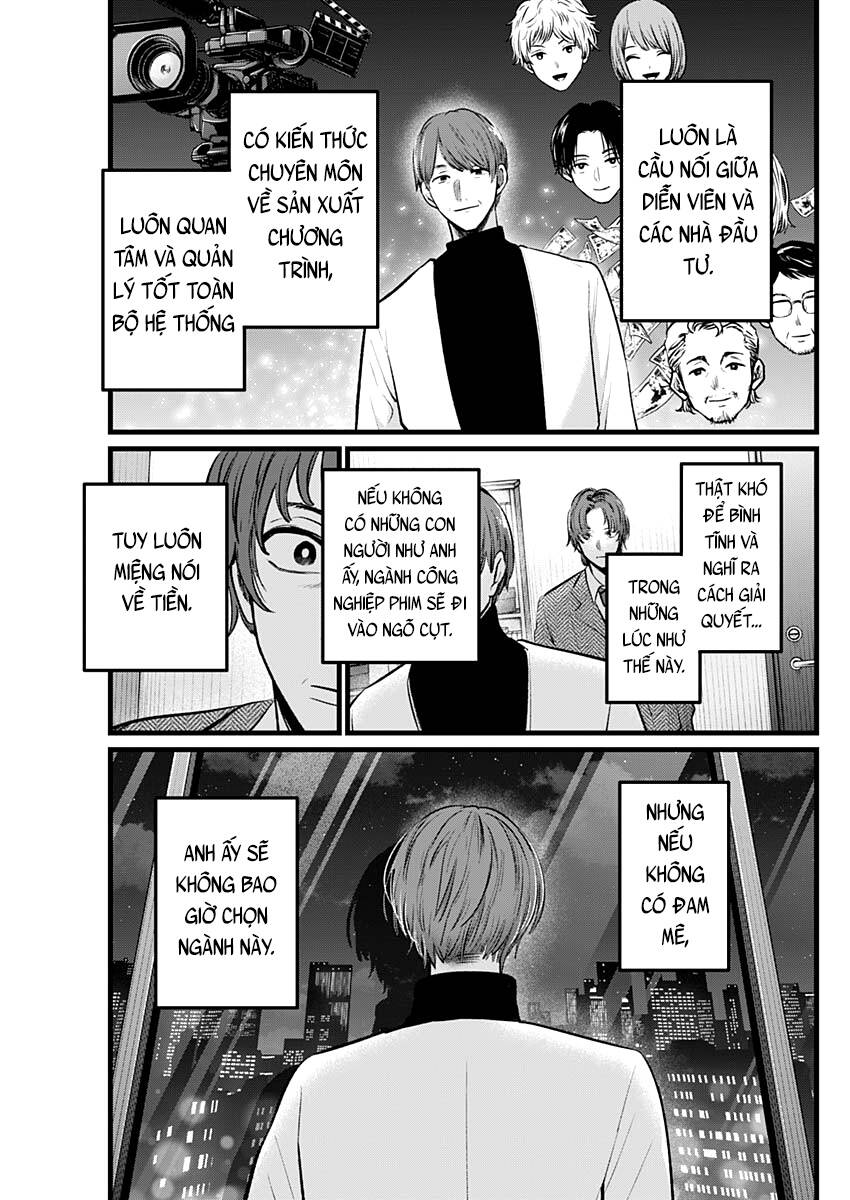 LUÔN LÀ
CẦU NỐI GIỮA
DIỄN VIÊN VÀ
CÁC NHÀ ĐẦU
TƯ.
CÓ KIẾN THỨC
CHUYÊN MÔN
VỀ SẢN XUẤT
CHƯƠNG
TRÌNH,
LUÔN QUAN
TÂM VÀ QUẢN
LÝ TỐT TOÀN
BỘ HỆ THỐNG
THẬT KHÓ
ĐỂ BÌNH
TĨNH VÀ
NGHĨ RA
CÁCH GIẢI
QUYẾT...
TRONG
NHỮNG
LÚC NHƯ
THẾ NÀY.
NẾU KHÔNG
CÓ NHỮNG CON
NGƯỜI NHƯ ANH
ẤY, NGÀNH CÔNG
NGHIỆP PHIM SẼ ĐI
VÀO NGÕ CỤT.
TUY LUÔN
MIỆNG NÓI
VỀ TIỀN.
NHƯNG
NẾU
KHÔNG
CÓ ĐAM
MÊ,
ANH ẤY SẼ
KHÔNG BAO
GIỜ CHỌN
NGÀNH NÀY.